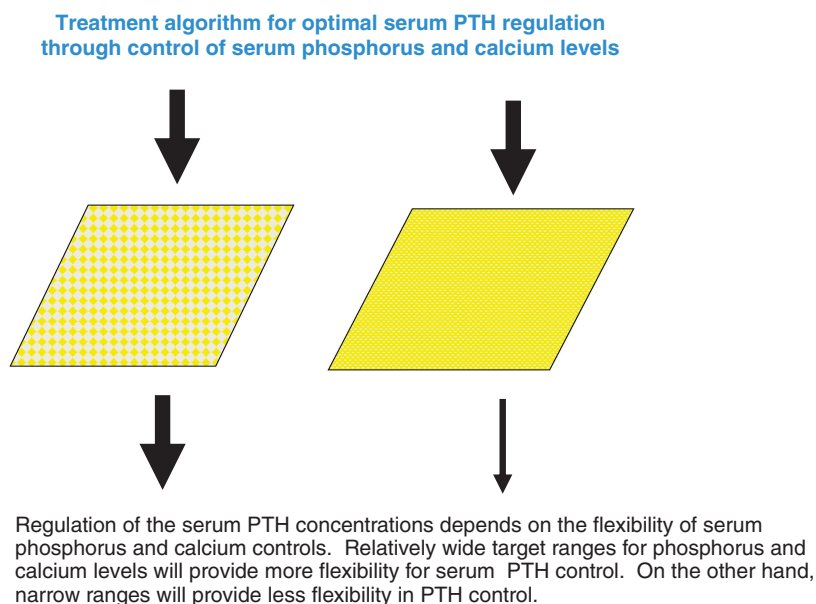 Treatment algorithm for optimal serum PTH regulation
through control of serum phosphorus and calcium levels
Regulation of the serum PTH concentrations depends on the flexibility of serum
phosphorus and calcium controls.  Relatively wide target ranges for phosphorus and
calcium levels will provide more flexibility for serum  PTH control.  On the other hand,
narrow ranges will provide less flexibility in PTH control.